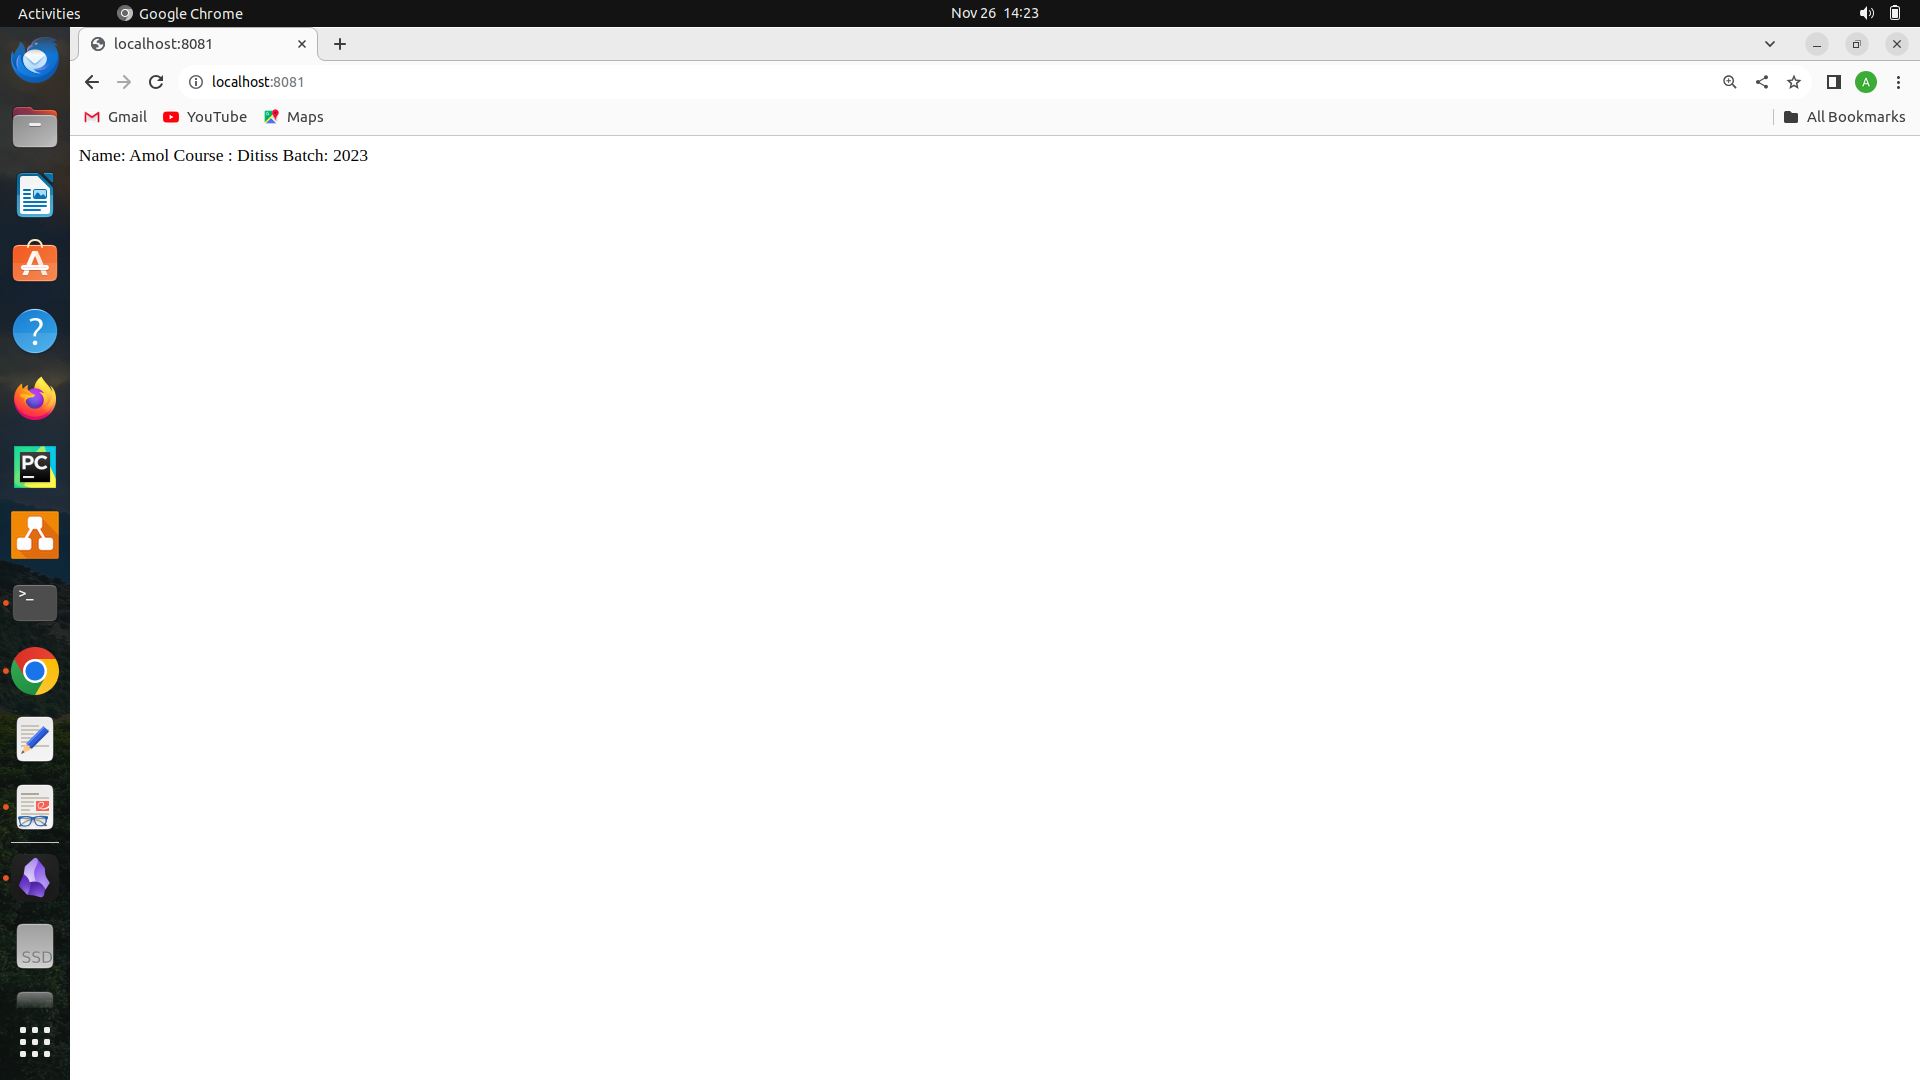 Activities
Google Chrome
Nov 26 14:23
localhost:8081
localhost:8081
A
Gmail
YouTube
Maps
All Bookmarks
Name: Amol Course : Ditiss Batch: 2023
A
?
PC
>_
SSD